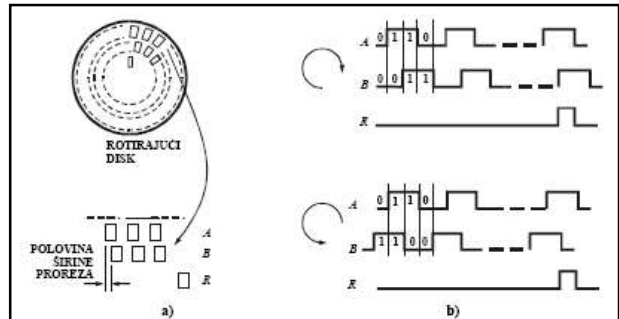 ROTIRAJUĆI
DISK
A
B
R
POLOVINA
ŠIRINE
PROREZA
a)
A 0 1 1 0
B 0 0 1 1
R
A 0 1 1 0
B 1 1 0 0
R
b)